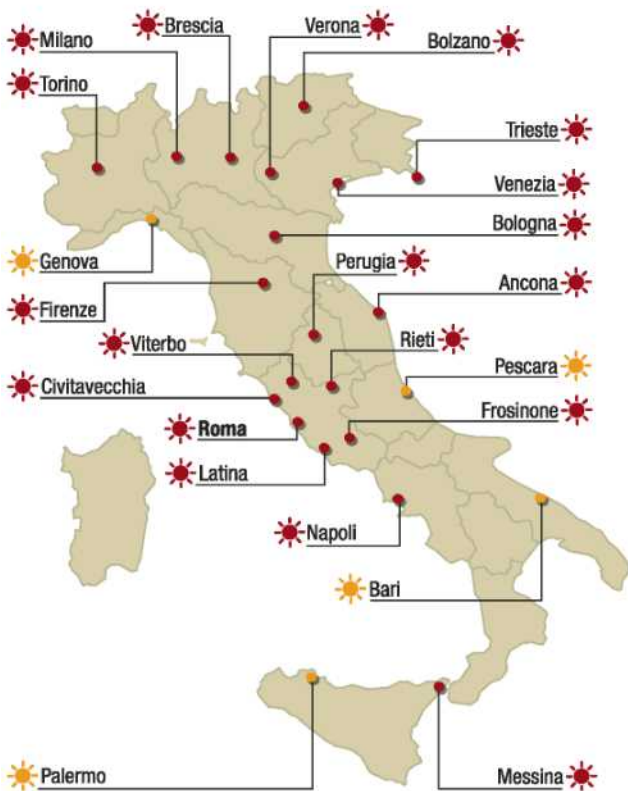 Brescia
Verona
Milano
Bolzano
Torino
Trieste
Venezia
Bologna
Genova
Perugia
Ancona
Firenze
Viterbo
Rieti
Pescara
Civitavecchia
Frosinone
Roma
Latina
Napoli
Bari
Palermo
Messina